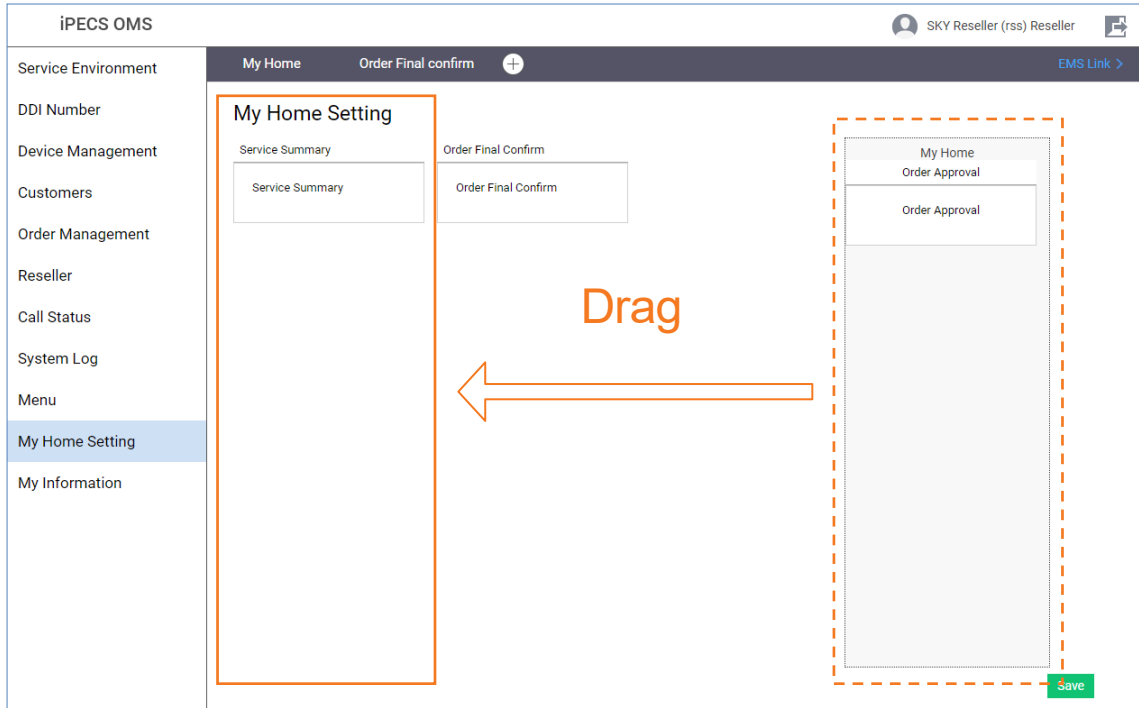 iPECS OMS
SKY Reseller (rss) Reseller
Service Environment
DDI Number
Device Management
Customers
Order Management
Reseller
Call Status
System Log
Menu
My Home Setting
My Information
My Home
Order Final confirm
EMS Link >
My Home Setting
Service Summary
Service Summary
Order Final Confirm
Order Final Confirm
Drag
My Home
Order Approval
Order Approval
Save